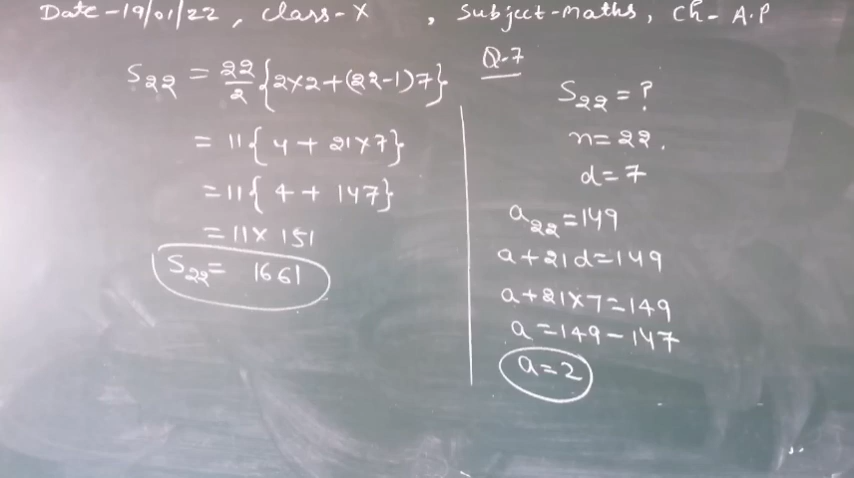 Date - 19/01/22, Class - X , Subject - Maths, Ch - A.P
Q.7
S₂₂ = ?
n = 22.
d = 7
a₂₂ = 149
a + 21d = 149
a + 21 × 7 = 149
a = 149 - 147
a = 2
S₂₂ = 22/2 {2×2 + (22-1)7}
= 11{4 + 21×7}
= 11{4 + 147}
= 11 × 151
S₂₂ = 1661